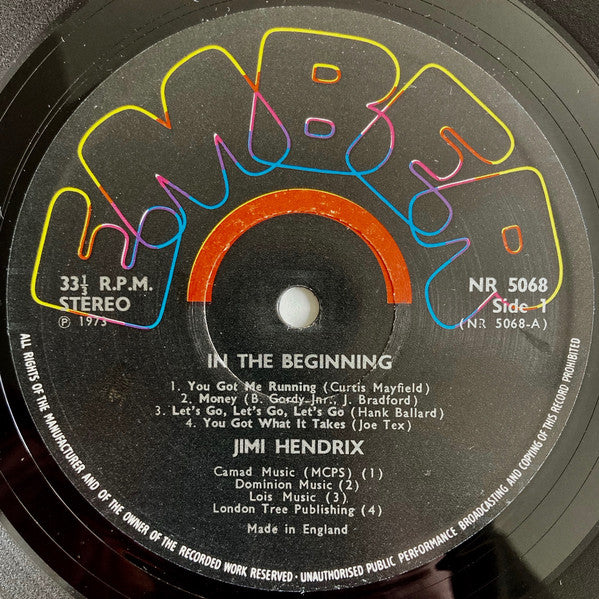 EMBER
33⅓ R.P.M.
STEREO
Ⓟ 1973
NR 5068
Side 1
(NR 5068-A)
IN THE BEGINNING
1. You Got Me Running (Curtis Mayfield)
2. Money (B. Gordy Jnr., J. Bradford)
3. Let's Go, Let's Go, Let's Go (Hank Ballard)
4. You Got What It Takes (Joe Tex)
JIMI HENDRIX
Camad Music (MCPS) (1)
Dominion Music (2)
Lois Music (3)
London Tree Publishing (4)
Made in England
ALL RIGHTS OF THE MANUFACTURER AND OF THE OWNER OF THE RECORDED WORK RESERVED · UNAUTHORISED PUBLIC PERFORMANCE BROADCASTING AND COPYING OF THIS RECORD PROHIBITED